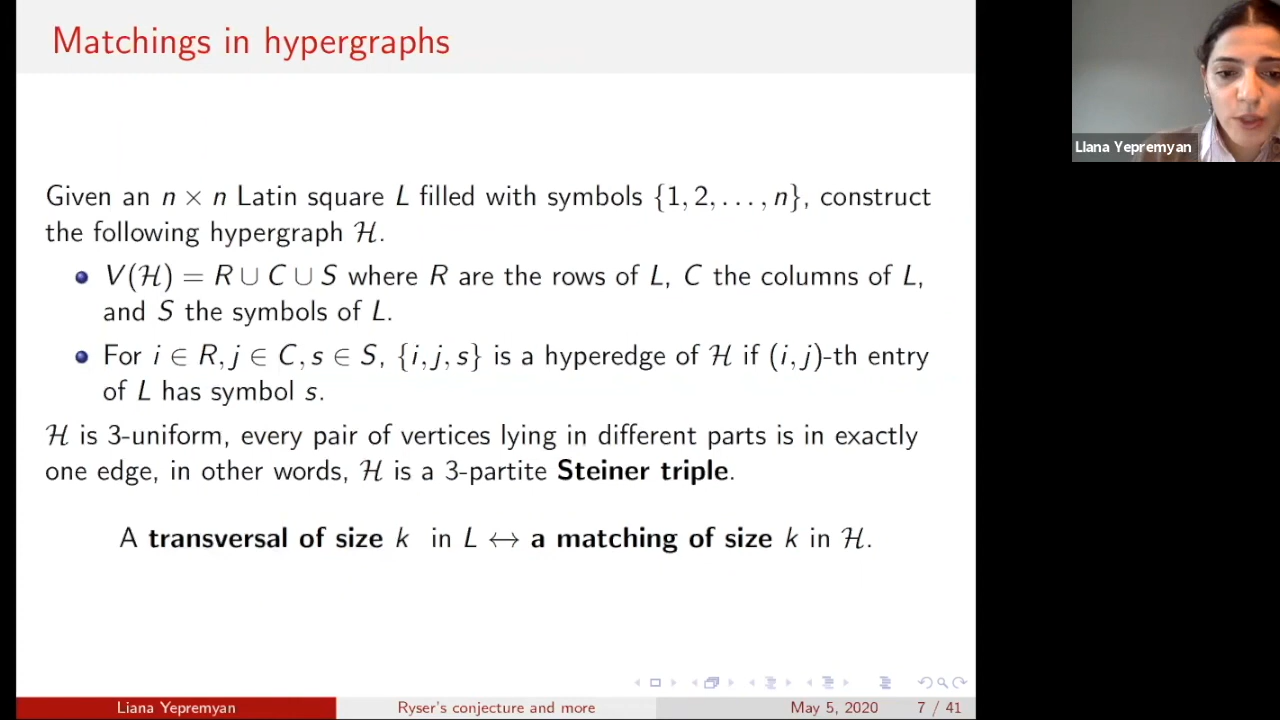 Matchings in hypergraphs
LIana Yepremyan
Given an n × n Latin square L filled with symbols {1, 2, . . . , n}, construct
the following hypergraph ℋ.
V(ℋ) = R ∪ C ∪ S where R are the rows of L, C the columns of L,
and S the symbols of L.
For i ∈ R, j ∈ C, s ∈ S, {i, j, s} is a hyperedge of ℋ if (i, j)-th entry
of L has symbol s.
ℋ is 3-uniform, every pair of vertices lying in different parts is in exactly
one edge, in other words, ℋ is a 3-partite Steiner triple.
A transversal of size k in L ↔ a matching of size k in ℋ.
Liana Yepremyan Ryser's conjecture and more May 5, 2020 7 / 41